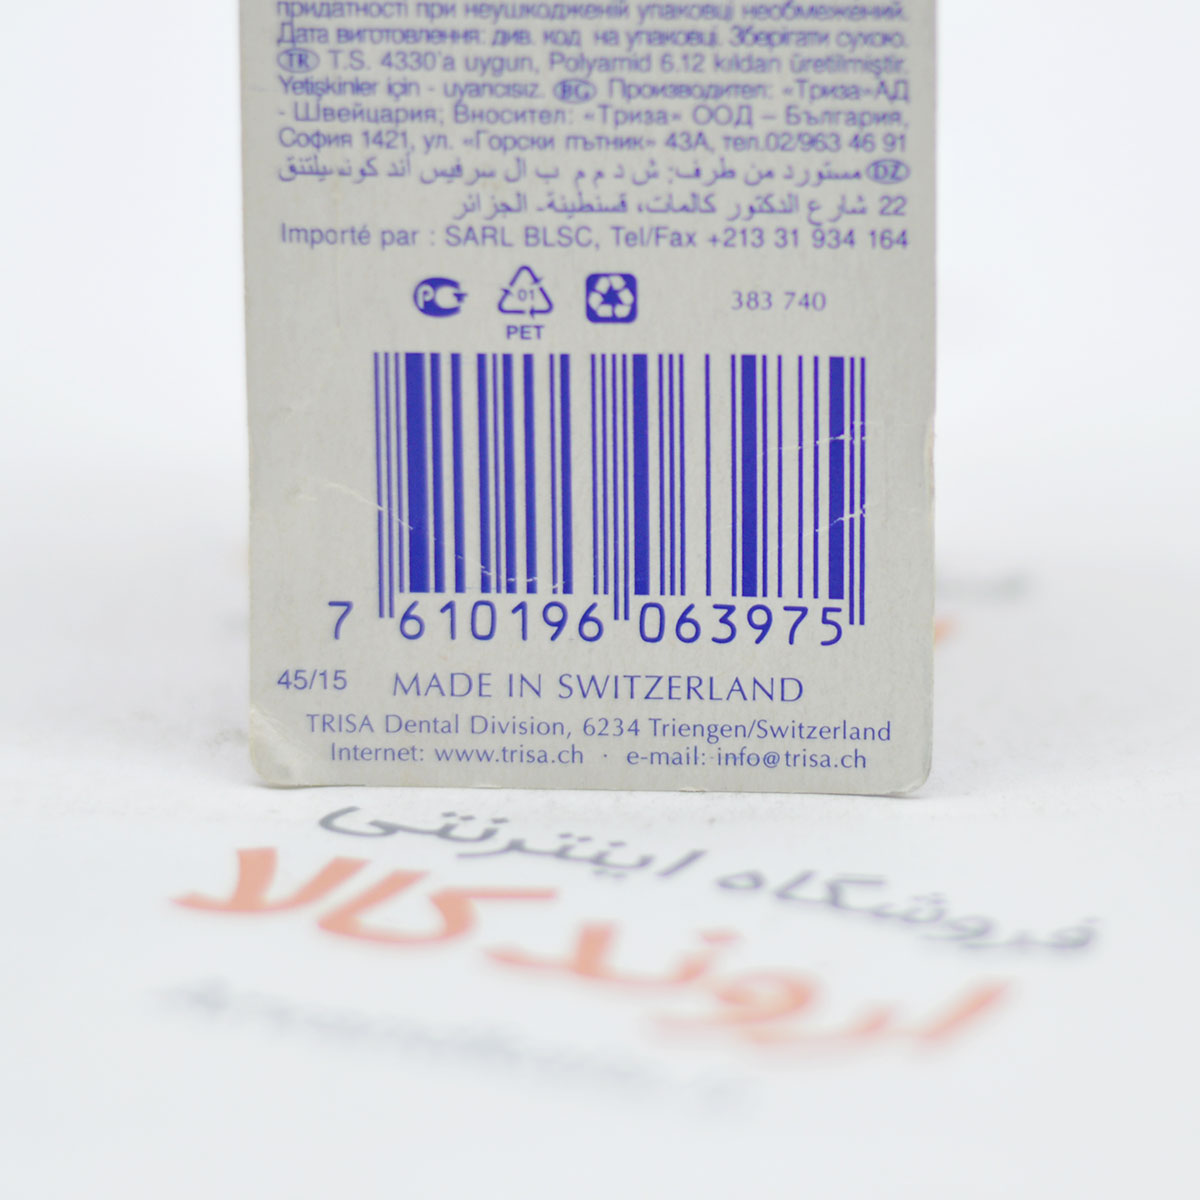 придатності при неушкодженій упаковці необмежений.
Дата виготовлення: див. код на упаковці. Зберігати сухою.
TR T.S. 4330'a uygun, Polyamid 6.12 kıldan üretilmiştir.
Yetişkinler için - uyarıcısız. BG Производител: «Триза»АД
- Швейцария; Вносител: «Триза» ООД – България,
София 1421, ул. «Горски пътник» 43А, тел.02/963 46 91
DZ مستورد من طرف: ش د م م ب ال سرفيس أند كونسيلتنق
22 شارع الدكتور كالمات، قسنطينة- الجزائر
Importé par : SARL BLSC, Tel/Fax +213 31 934 164
PC 01 383 740
PET
7 610196 063975
45/15 MADE IN SWITZERLAND
TRISA Dental Division, 6234 Triengen/Switzerland
Internet: www.trisa.ch · e-mail: info@trisa.ch
فروشگاه اینترنتی
اروند کالا